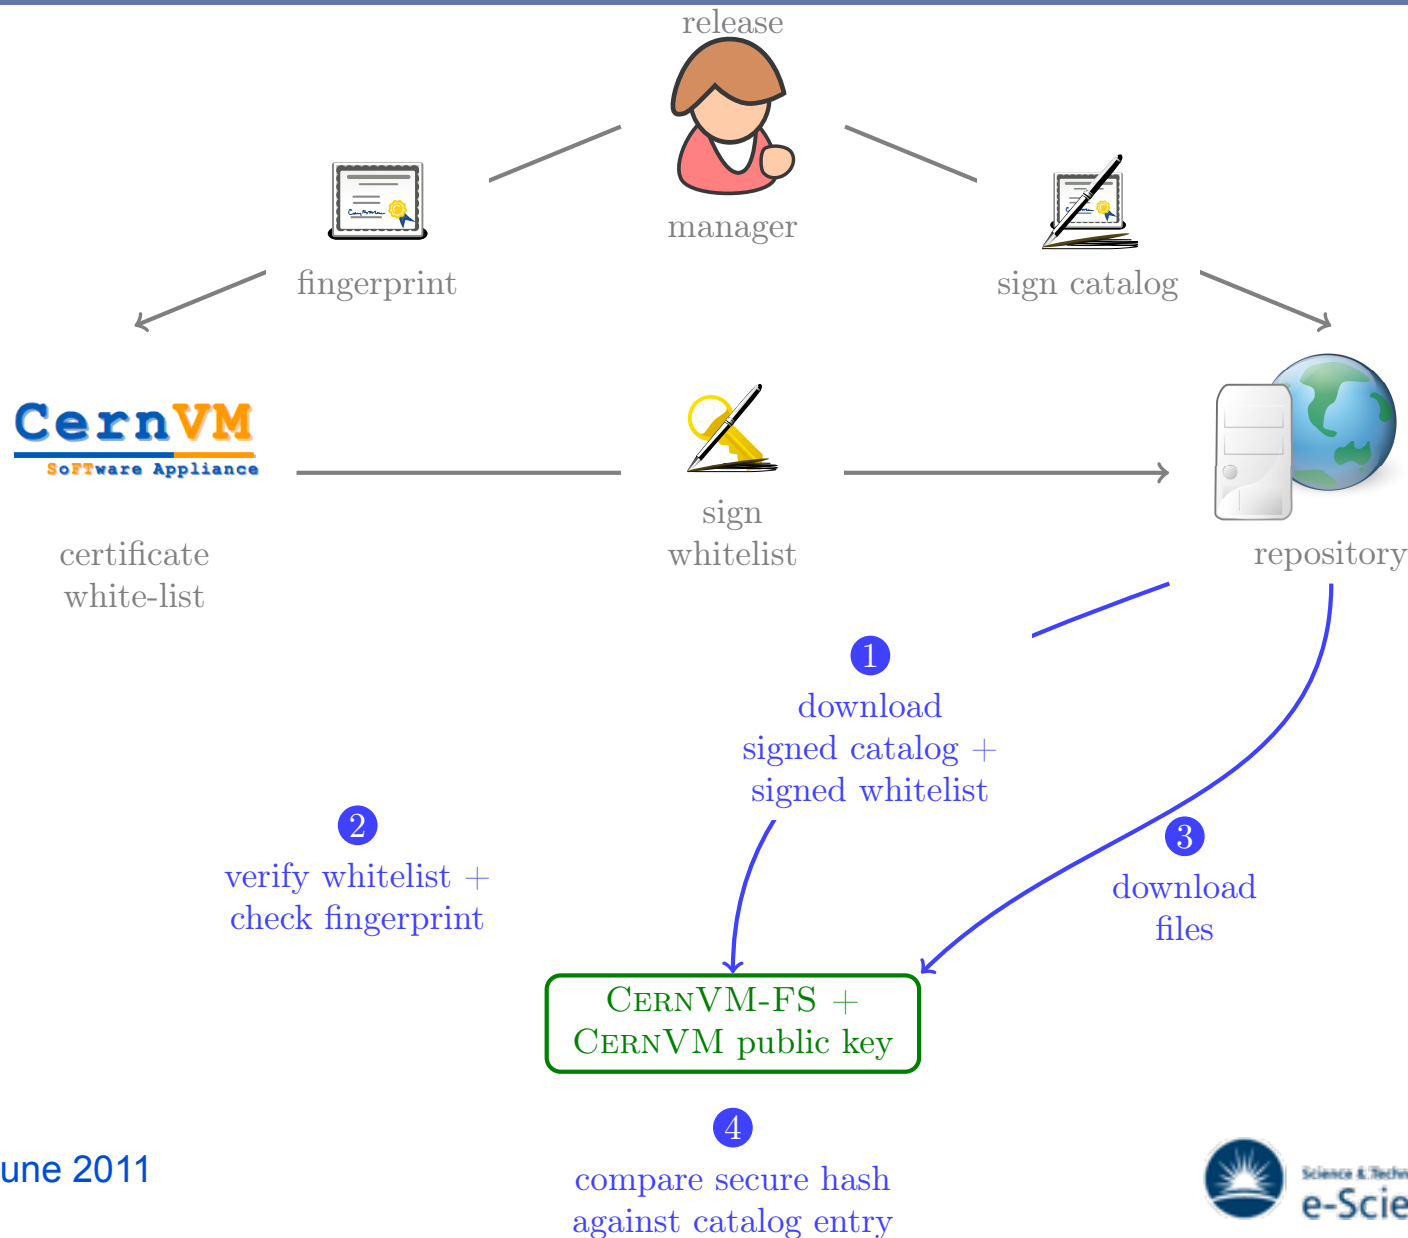 release
manager
fingerprint
sign catalog
CernVM
SoFTware Appliance
certificate
white-list
sign
whitelist
repository
1
download
signed catalog +
signed whitelist
2
verify whitelist +
check fingerprint
3
download
files
CERNVM-FS +
CERNVM public key
4
compare secure hash
against catalog entry
une 2011
Science & Techn
e-Scie